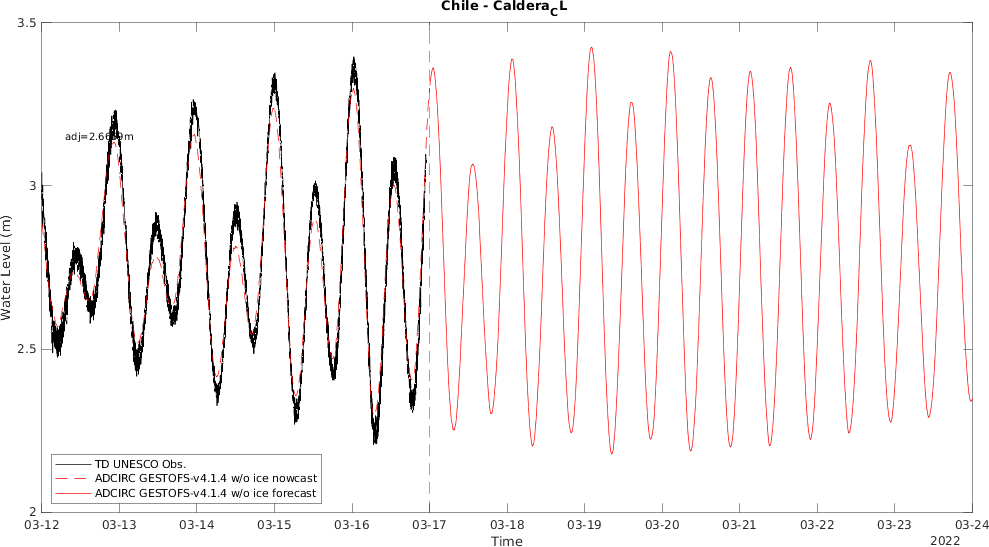 Chile - Caldera_CL
3.5
3
2.5
2
Water Level (m)
adj=2.6
m
TD UNESCO Obs.
ADCIRC GESTOFS-v4.1.4 w/o ice nowcast
ADCIRC GESTOFS-v4.1.4 w/o ice forecast
03-12 03-13 03-14 03-15 03-16 03-17 03-18 03-19 03-20 03-21 03-22 03-23 03-24
Time
2022